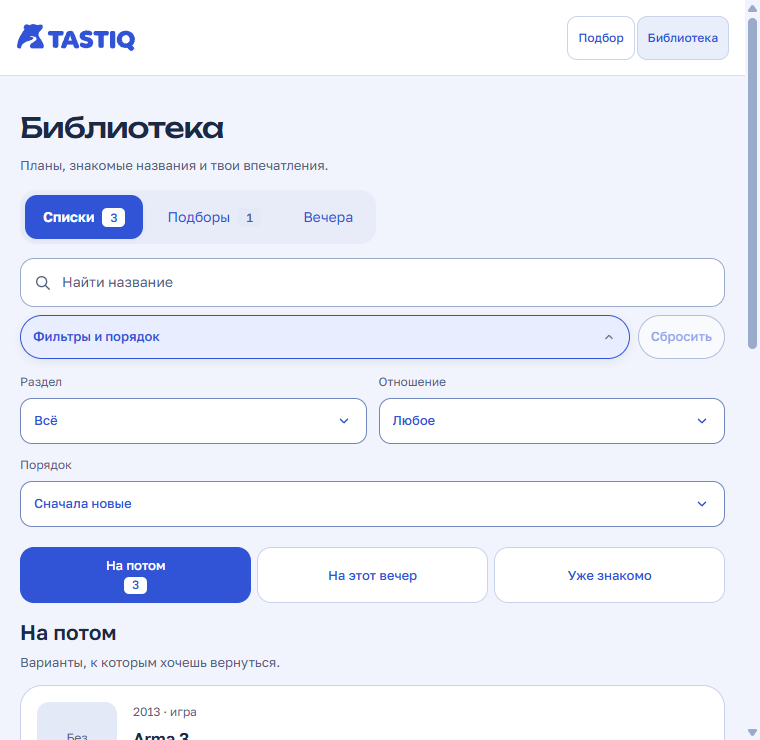 TASTIQ
Подбор
Библиотека
Библиотека
Планы, знакомые названия и твои впечатления.
Списки 3
Подборы 1
Вечера
Найти название
Фильтры и порядок
Сбросить
Раздел
Отношение
Всё
Любое
Порядок
Сначала новые
На потом
3
На этот вечер
Уже знакомо
На потом
Варианты, к которым хочешь вернуться.
2013 · игра
Без
Arma 3